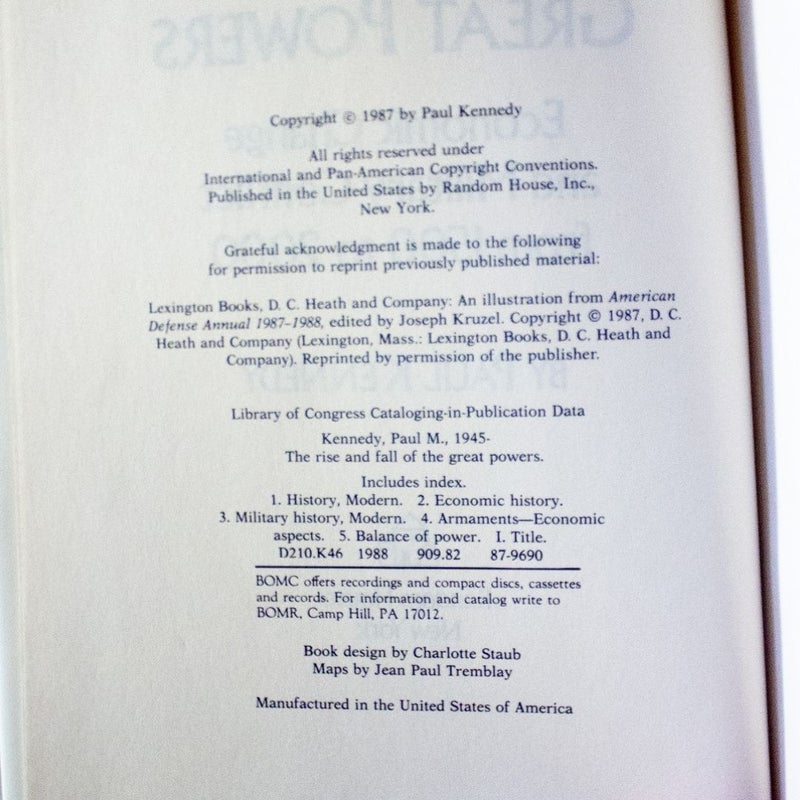 Copyright © 1987 by Paul Kennedy
All rights reserved under
International and Pan-American Copyright Conventions.
Published in the United States by Random House, Inc.,
New York.
Grateful acknowledgment is made to the following
for permission to reprint previously published material:
Lexington Books, D. C. Heath and Company: An illustration from American
Defense Annual 1987–1988, edited by Joseph Kruzel. Copyright © 1987, D. C.
Heath and Company (Lexington, Mass.: Lexington Books, D. C. Heath and
Company). Reprinted by permission of the publisher.
Library of Congress Cataloging-in-Publication Data
Kennedy, Paul M., 1945-
The rise and fall of the great powers.
Includes index.
1. History, Modern. 2. Economic history.
3. Military history, Modern. 4. Armaments—Economic
aspects. 5. Balance of power. I. Title.
D210.K46 1988 909.82 87-9690
BOMC offers recordings and compact discs, cassettes
and records. For information and catalog write to
BOMR, Camp Hill, PA 17012.
Book design by Charlotte Staub
Maps by Jean Paul Tremblay
Manufactured in the United States of America